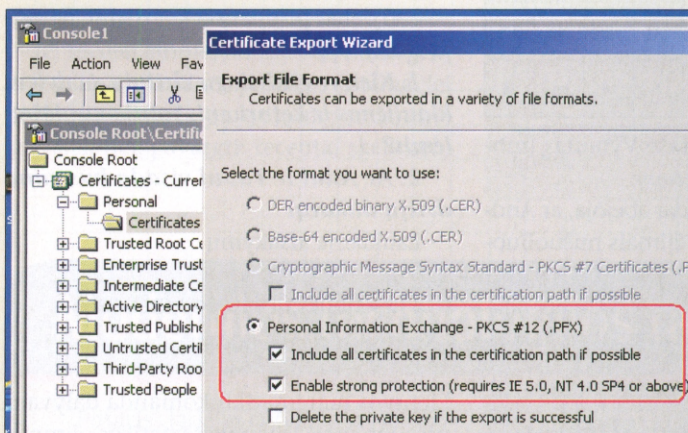 Console1
File Action View Fav
Console Root\Certific
Console Root
Certificates - Curren
Personal
Certificates
Trusted Root Ce
Enterprise Trust
Intermediate Ce
Active Directory
Trusted Publishe
Untrusted Certif
Third-Party Roo
Trusted People
Certificate Export Wizard
Export File Format
Certificates can be exported in a variety of file formats.
Select the format you want to use:
DER encoded binary X.509 (.CER)
Base-64 encoded X.509 (.CER)
Cryptographic Message Syntax Standard - PKCS #7 Certificates (.P
Include all certificates in the certification path if possible
Personal Information Exchange - PKCS #12 (.PFX)
Include all certificates in the certification path if possible
Enable strong protection (requires IE 5.0, NT 4.0 SP4 or above)
Delete the private key if the export is successful